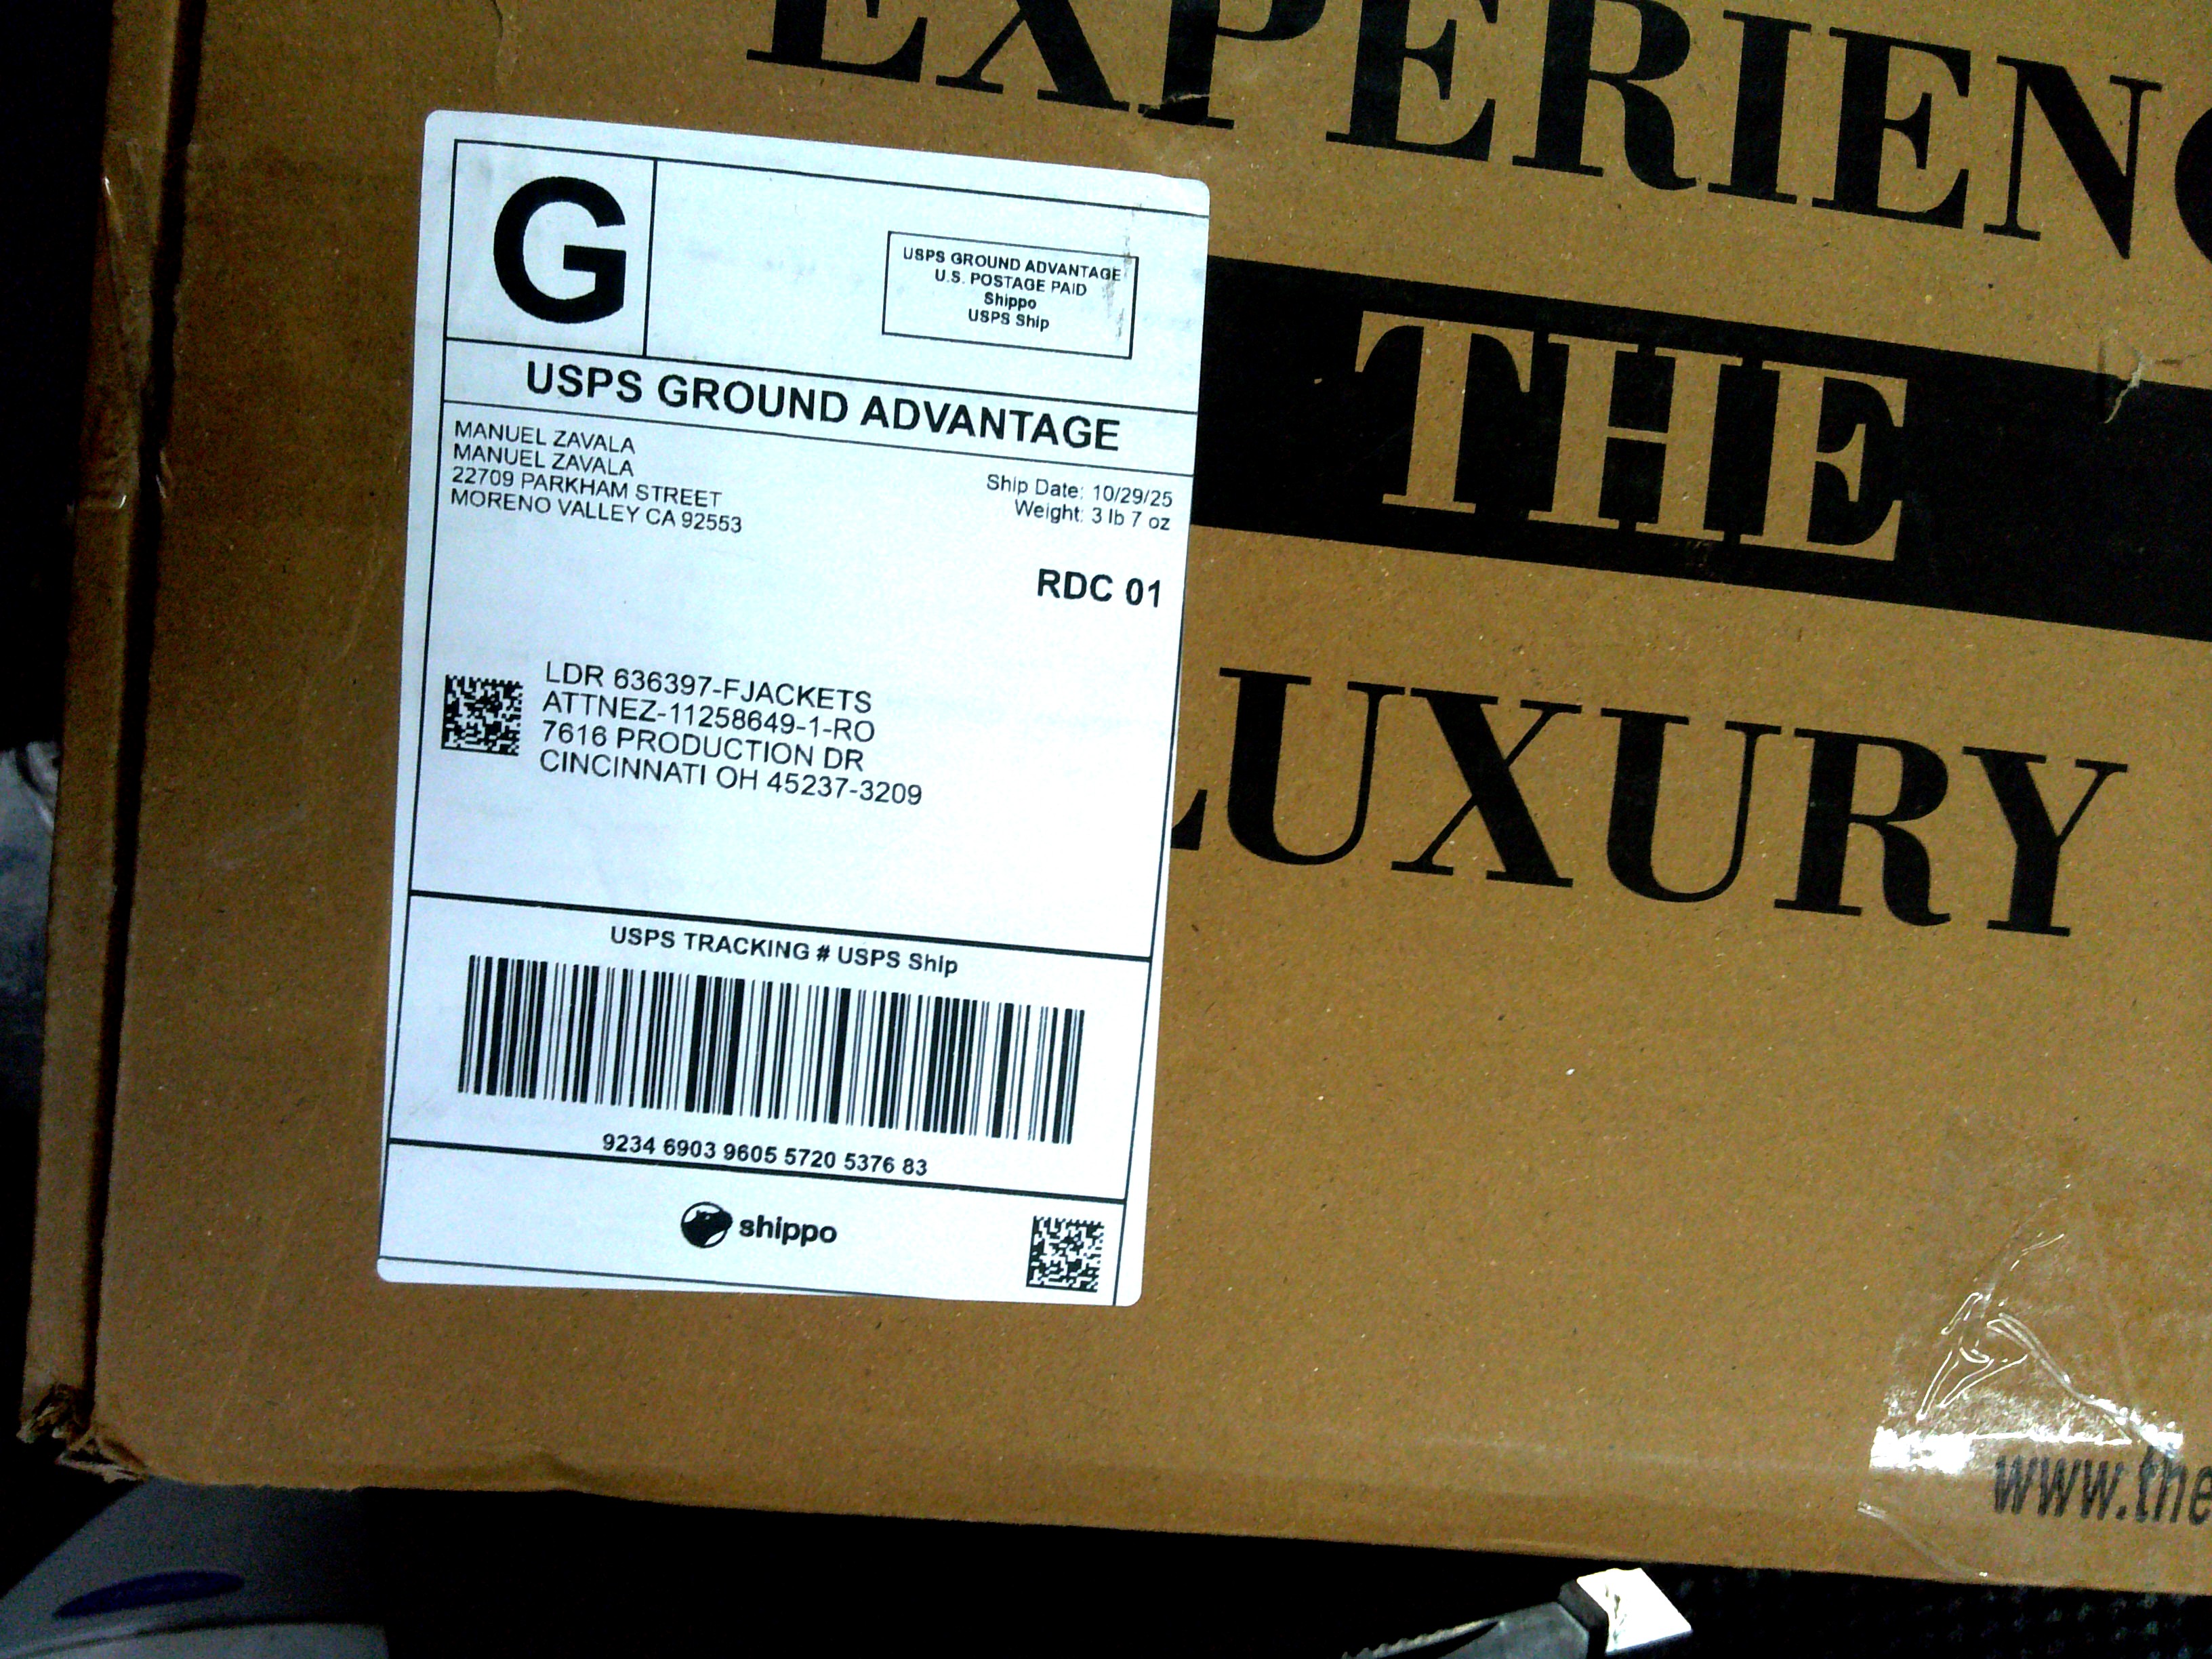 EXPERIENC
THE
LUXURY
G
USPS GROUND ADVANTAGE
U.S. POSTAGE PAID
Shippo
USPS Ship
USPS GROUND ADVANTAGE
MANUEL ZAVALA
MANUEL ZAVALA
22709 PARKHAM STREET
MORENO VALLEY CA 92553
Ship Date: 10/29/25
Weight: 3 lb 7 oz
RDC 01
LDR 636397-FJACKETS
ATTNEZ-11258649-1-RO
7616 PRODUCTION DR
CINCINNATI OH 45237-3209
USPS TRACKING # USPS Ship
9234 6903 9605 5720 5376 83
shippo
www.the